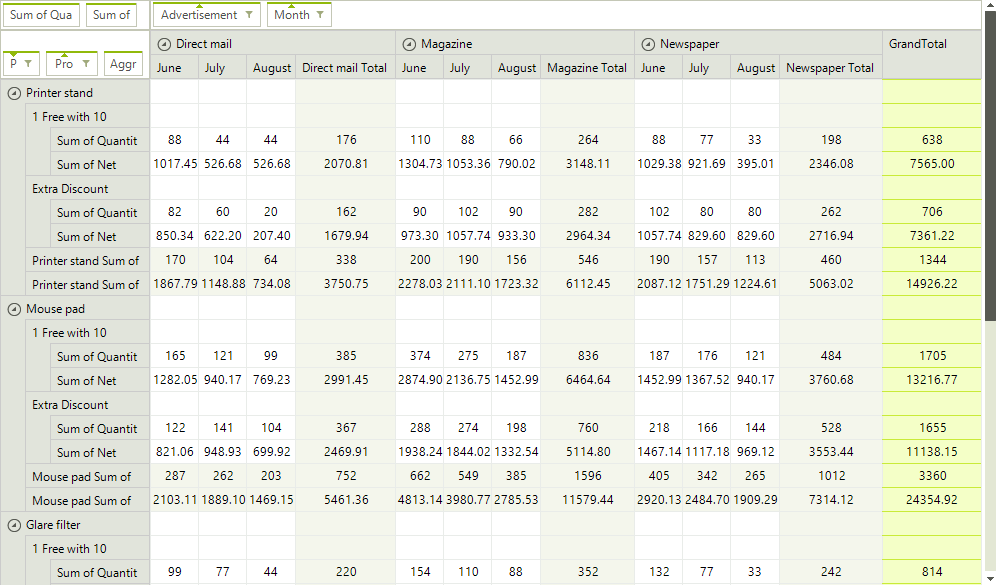 Sum of Qua Sum of Advertisement Month
Direct mail Magazine Newspaper GrandTotal
P Pro Aggr June July August Direct mail Total June July August Magazine Total June July August Newspaper Total
Printer stand
1 Free with 10
Sum of Quantit 88 44 44 176 110 88 66 264 88 77 33 198 638
Sum of Net 1017.45 526.68 526.68 2070.81 1304.73 1053.36 790.02 3148.11 1029.38 921.69 395.01 2346.08 7565.00
Extra Discount
Sum of Quantit 82 60 20 162 90 102 90 282 102 80 80 262 706
Sum of Net 850.34 622.20 207.40 1679.94 973.30 1057.74 933.30 2964.34 1057.74 829.60 829.60 2716.94 7361.22
Printer stand Sum of 170 104 64 338 200 190 156 546 190 157 113 460 1344
Printer stand Sum of 1867.79 1148.88 734.08 3750.75 2278.03 2111.10 1723.32 6112.45 2087.12 1751.29 1224.61 5063.02 14926.22
Mouse pad
1 Free with 10
Sum of Quantit 165 121 99 385 374 275 187 836 187 176 121 484 1705
Sum of Net 1282.05 940.17 769.23 2991.45 2874.90 2136.75 1452.99 6464.64 1452.99 1367.52 940.17 3760.68 13216.77
Extra Discount
Sum of Quantit 122 141 104 367 288 274 198 760 218 166 144 528 1655
Sum of Net 821.06 948.93 699.92 2469.91 1938.24 1844.02 1332.54 5114.80 1467.14 1117.18 969.12 3553.44 11138.15
Mouse pad Sum of 287 262 203 752 662 549 385 1596 405 342 265 1012 3360
Mouse pad Sum of 2103.11 1889.10 1469.15 5461.36 4813.14 3980.77 2785.53 11579.44 2920.13 2484.70 1909.29 7314.12 24354.92
Glare filter
1 Free with 10
Sum of Quantit 99 77 44 220 154 110 88 352 132 77 33 242 814